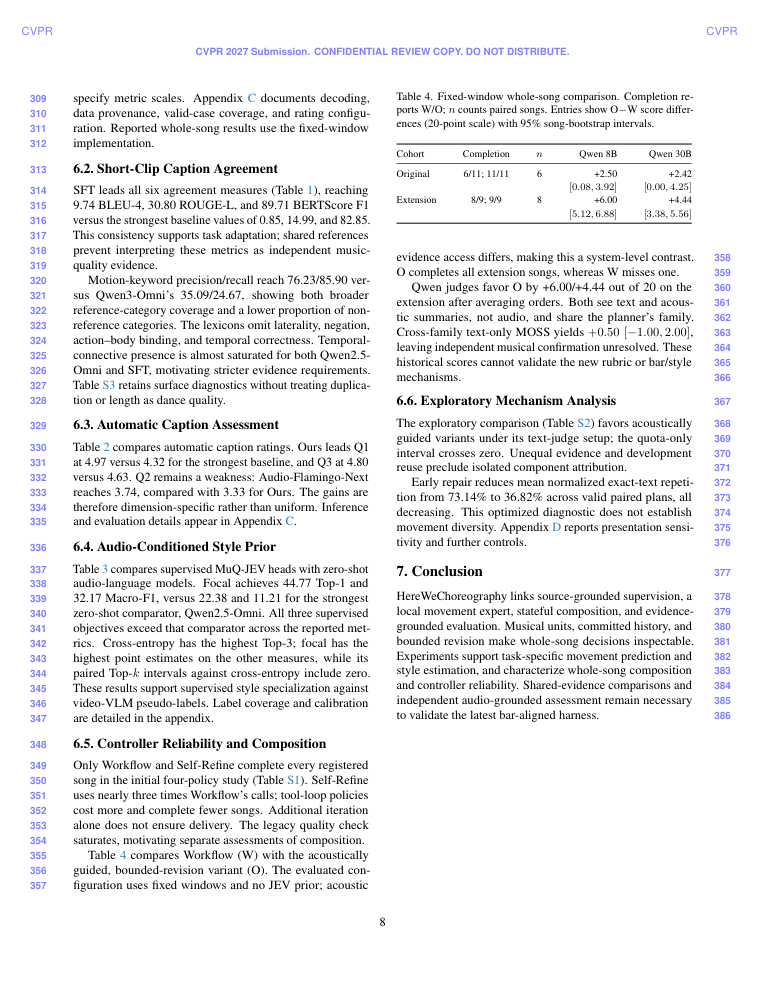 CVPR
CVPR
CVPR 2027 Submission. CONFIDENTIAL REVIEW COPY. DO NOT DISTRIBUTE.
309 specify metric scales. Appendix C documents decoding,
310 data provenance, valid-case coverage, and rating configu-
311 ration. Reported whole-song results use the fixed-window
312 implementation.
313 6.2. Short-Clip Caption Agreement
314 SFT leads all six agreement measures (Table 1), reaching
315 9.74 BLEU-4, 30.80 ROUGE-L, and 89.71 BERTScore F1
316 versus the strongest baseline values of 0.85, 14.99, and 82.85.
317 This consistency supports task adaptation; shared references
318 prevent interpreting these metrics as independent music-
319 quality evidence.
320 Motion-keyword precision/recall reach 76.23/85.90 ver-
321 sus Qwen3-Omni's 35.09/24.67, showing both broader
322 reference-category coverage and a lower proportion of non-
323 reference categories. The lexicons omit laterality, negation,
324 action–body binding, and temporal correctness. Temporal-
325 connective presence is almost saturated for both Qwen2.5-
326 Omni and SFT, motivating stricter evidence requirements.
327 Table S3 retains surface diagnostics without treating duplica-
328 tion or length as dance quality.
329 6.3. Automatic Caption Assessment
330 Table 2 compares automatic caption ratings. Ours leads Q1
331 at 4.97 versus 4.32 for the strongest baseline, and Q3 at 4.80
332 versus 4.63. Q2 remains a weakness: Audio-Flamingo-Next
333 reaches 3.74, compared with 3.33 for Ours. The gains are
334 therefore dimension-specific rather than uniform. Inference
335 and evaluation details appear in Appendix C.
336 6.4. Audio-Conditioned Style Prior
337 Table 3 compares supervised MuQ-JEV heads with zero-shot
338 audio-language models. Focal achieves 44.77 Top-1 and
339 32.17 Macro-F1, versus 22.38 and 11.21 for the strongest
340 zero-shot comparator, Qwen2.5-Omni. All three supervised
341 objectives exceed that comparator across the reported met-
342 rics. Cross-entropy has the highest Top-3; focal has the
343 highest point estimates on the other measures, while its
344 paired Top-k intervals against cross-entropy include zero.
345 These results support supervised style specialization against
346 video-VLM pseudo-labels. Label coverage and calibration
347 are detailed in the appendix.
348 6.5. Controller Reliability and Composition
349 Only Workflow and Self-Refine complete every registered
350 song in the initial four-policy study (Table S1). Self-Refine
351 uses nearly three times Workflow's calls; tool-loop policies
352 cost more and complete fewer songs. Additional iteration
353 alone does not ensure delivery. The legacy quality check
354 saturates, motivating separate assessments of composition.
355 Table 4 compares Workflow (W) with the acoustically
356 guided, bounded-revision variant (O). The evaluated con-
357 figuration uses fixed windows and no JEV prior; acoustic
Table 4. Fixed-window whole-song comparison. Completion re-
ports W/O; n counts paired songs. Entries show O−W score differ-
ences (20-point scale) with 95% song-bootstrap intervals.
Cohort Completion n Qwen 8B Qwen 30B
Original 6/11; 11/11 6 +2.50 +2.42
[0.08, 3.92] [0.00, 4.25]
Extension 8/9; 9/9 8 +6.00 +4.44
[5.12, 6.88] [3.38, 5.56]
evidence access differs, making this a system-level contrast. 358
O completes all extension songs, whereas W misses one. 359
Qwen judges favor O by +6.00/+4.44 out of 20 on the 360
extension after averaging orders. Both see text and acous- 361
tic summaries, not audio, and share the planner's family. 362
Cross-family text-only MOSS yields +0.50 [−1.00, 2.00], 363
leaving independent musical confirmation unresolved. These 364
historical scores cannot validate the new rubric or bar/style 365
mechanisms. 366
6.6. Exploratory Mechanism Analysis 367
The exploratory comparison (Table S2) favors acoustically 368
guided variants under its text-judge setup; the quota-only 369
interval crosses zero. Unequal evidence and development 370
reuse preclude isolated component attribution. 371
Early repair reduces mean normalized exact-text repeti- 372
tion from 73.14% to 36.82% across valid paired plans, all 373
decreasing. This optimized diagnostic does not establish 374
movement diversity. Appendix D reports presentation sensi- 375
tivity and further controls. 376
7. Conclusion 377
HereWeChoreography links source-grounded supervision, a 378
local movement expert, stateful composition, and evidence- 379
grounded evaluation. Musical units, committed history, and 380
bounded revision make whole-song decisions inspectable. 381
Experiments support task-specific movement prediction and 382
style estimation, and characterize whole-song composition 383
and controller reliability. Shared-evidence comparisons and 384
independent audio-grounded assessment remain necessary 385
to validate the latest bar-aligned harness. 386
8